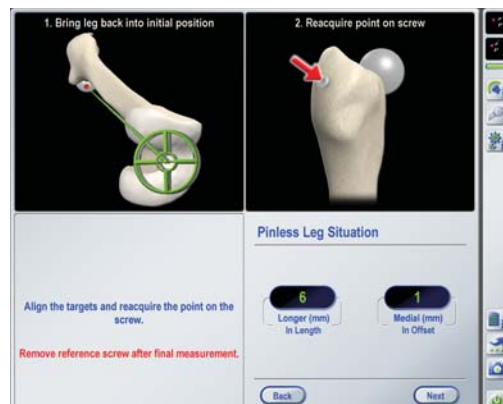 1. Bring leg back into initial position
2. Reacquire point on screw
Align the targets and reacquire the point on the
screw.
Remove reference screw after final measurement.
Pinless Leg Situation
6
Longer (mm)
In Length
1
Medial (mm)
In Offset
Back
Next